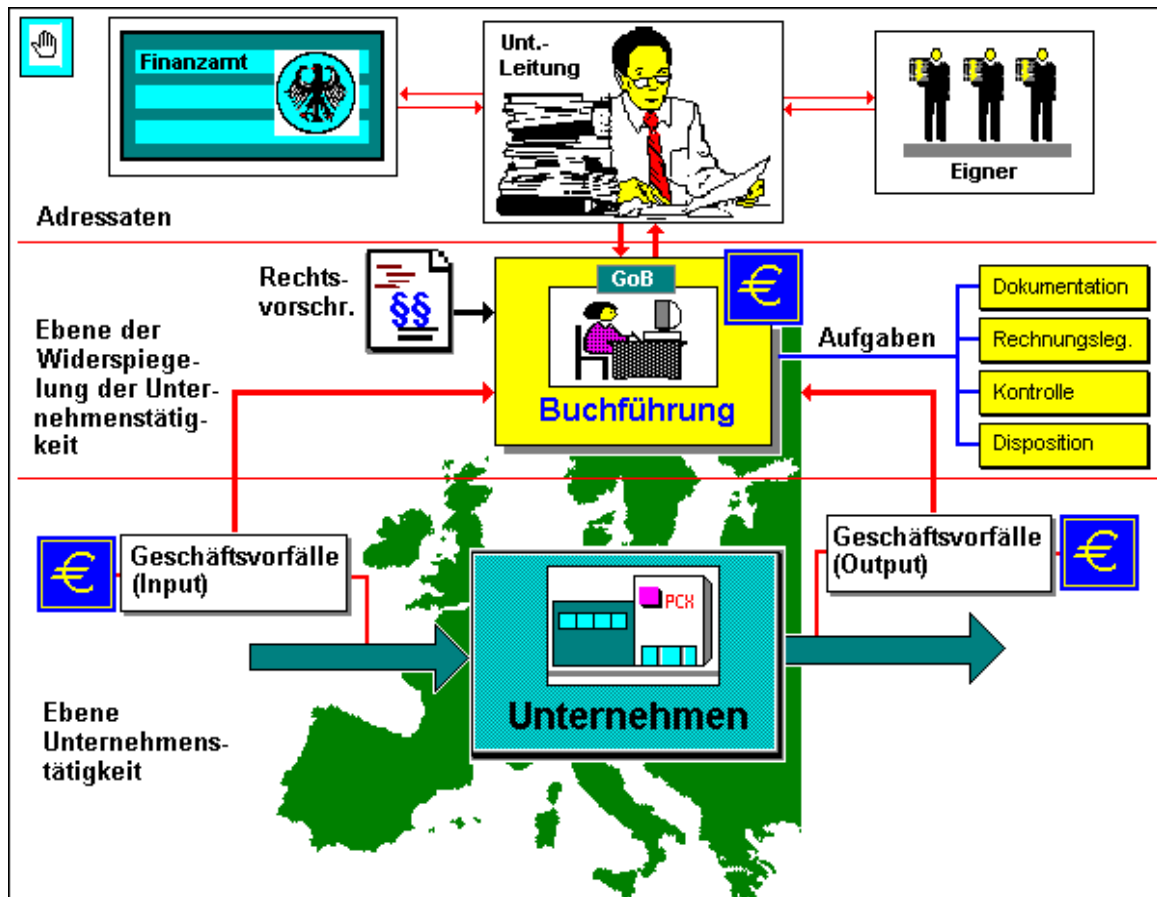 Finanzamt
Unt.-
Leitung
Eigner
Adressaten
Rechts-
vorschr.
§§
GoB
€
Buchführung
Aufgaben
Dokumentation
Rechnungsleg.
Kontrolle
Disposition
Ebene der
Widerspiege-
lung der Unter-
nehmenstätig-
keit
€
Geschäftsvorfälle
(Input)
Geschäftsvorfälle
(Output)
€
PCX
Unternehmen
Ebene
Unternehmens-
tätigkeit